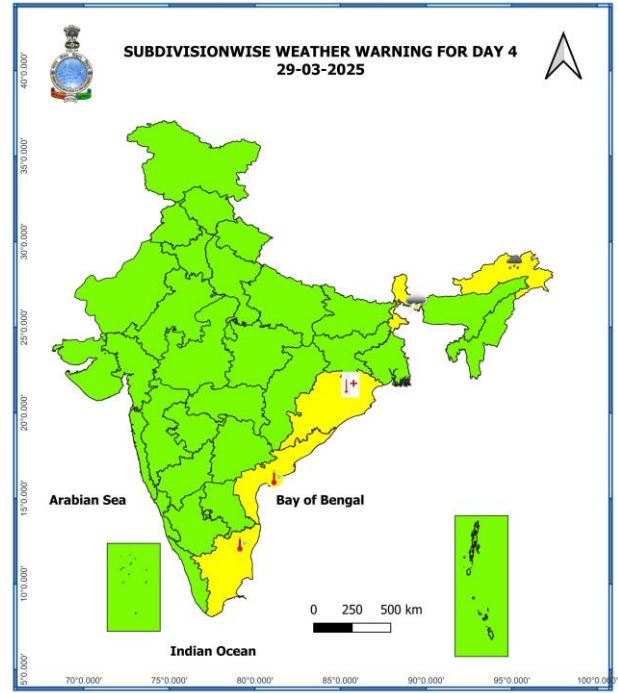 SUBDIVISIONWISE WEATHER WARNING FOR DAY 4
29-03-2025
40°0.000'
35°0.000'
30°0.000'
25°0.000'
20°0.000'
15°0.000'
10°0.000'
5°0.000'
Arabian Sea
Bay of Bengal
0 250 500 km
Indian Ocean
70°0.000' 75°0.000' 80°0.000' 85°0.000' 90°0.000' 95°0.000' 100°0.000'